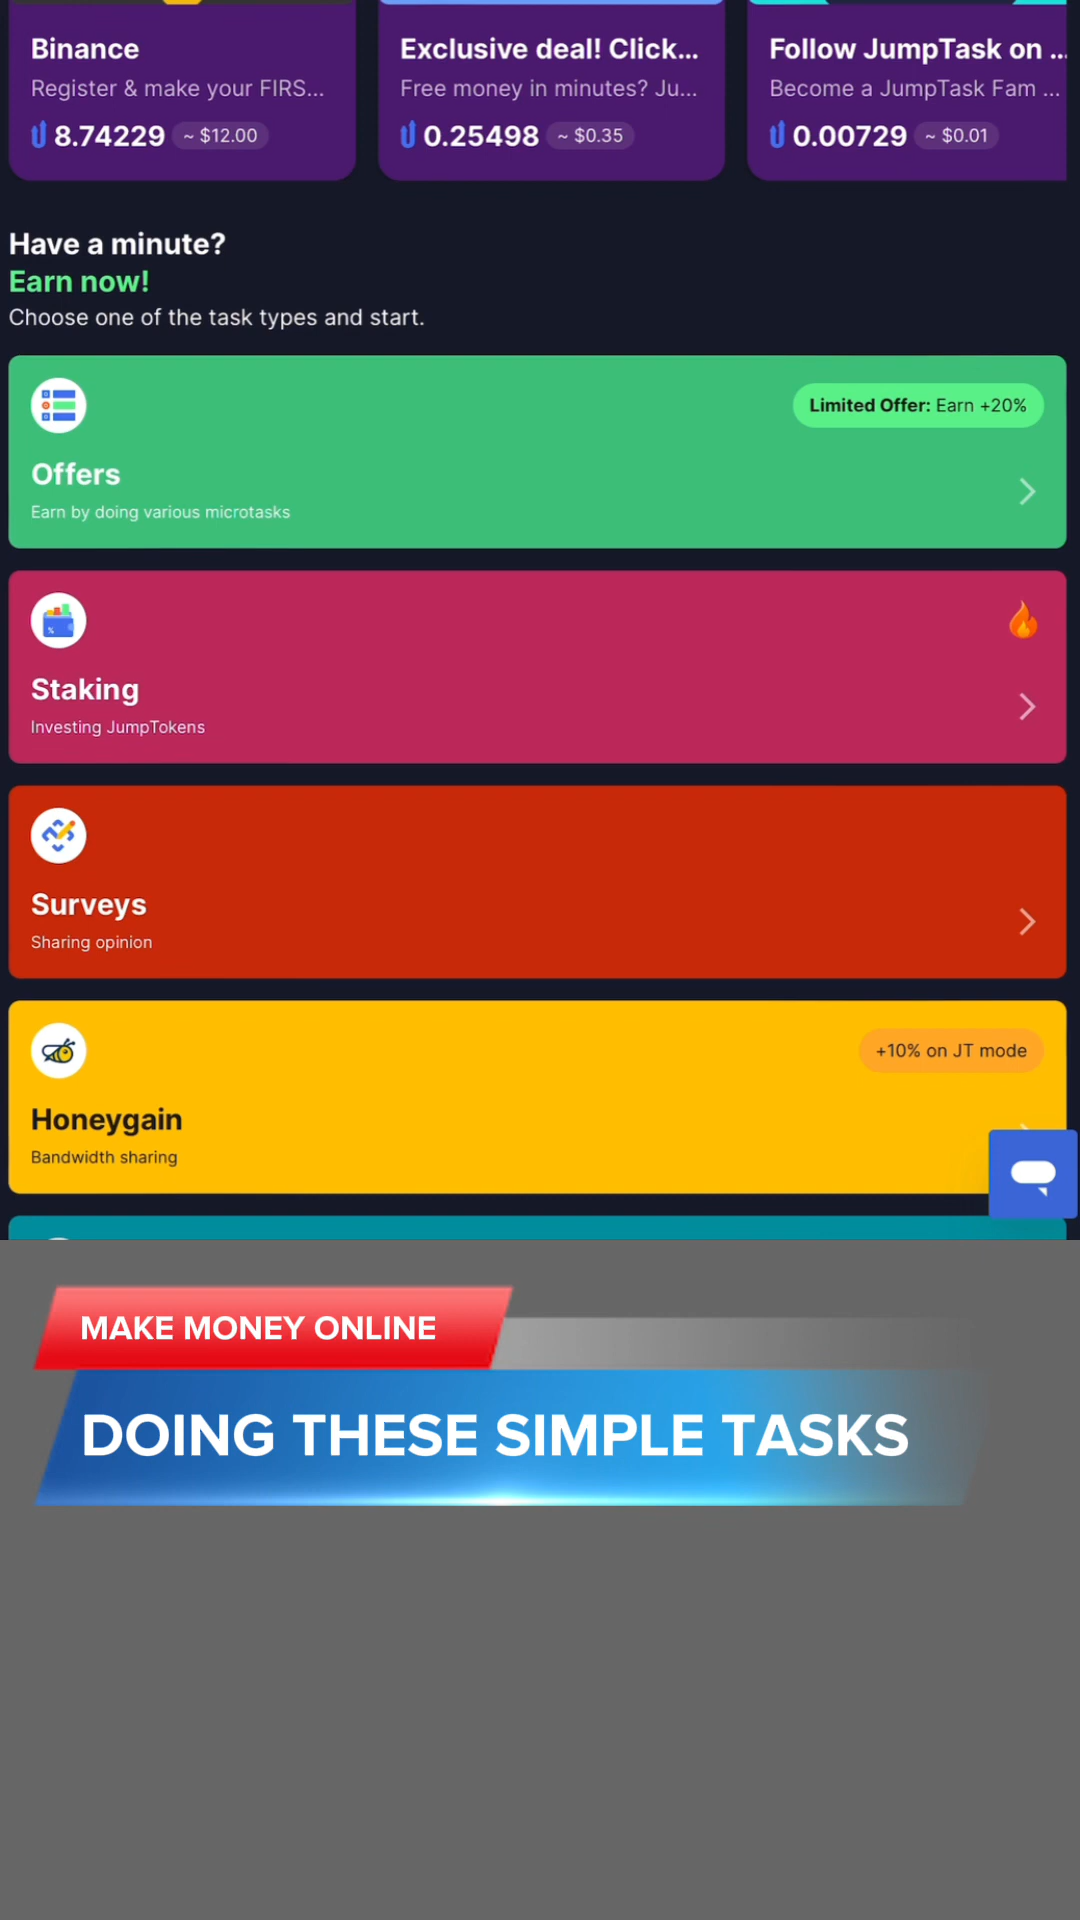 Binance
Register & make your FIRS...
8.74229 ~ $12.00
Exclusive deal! Click...
Free money in minutes? Ju...
0.25498 ~ $0.35
Follow JumpTask on ...
Become a JumpTask Fam ...
0.00729 ~ $0.01
Have a minute?
Earn now!
Choose one of the task types and start.
Limited Offer: Earn +20%
Offers
Earn by doing various microtasks
Staking
Investing JumpTokens
Surveys
Sharing opinion
+10% on JT mode
Honeygain
Bandwidth sharing
MAKE MONEY ONLINE
DOING THESE SIMPLE TASKS